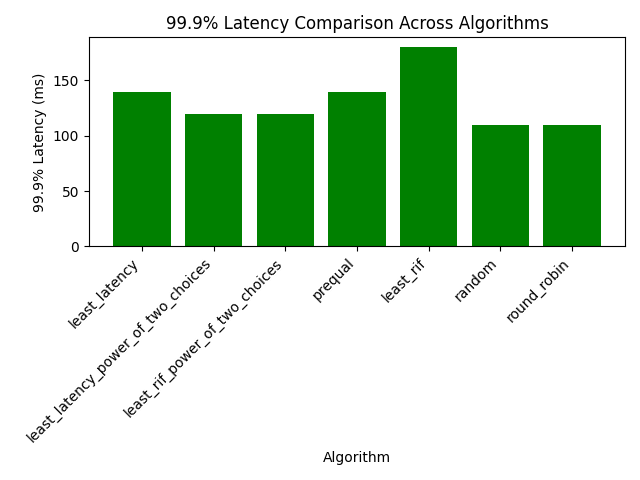 99.9% Latency Comparison Across Algorithms
99.9% Latency (ms)
150
100
50
0
least_latency
least_latency_power_of_two_choices
least_rif_power_of_two_choices
prequal
least_rif
random
round_robin
Algorithm